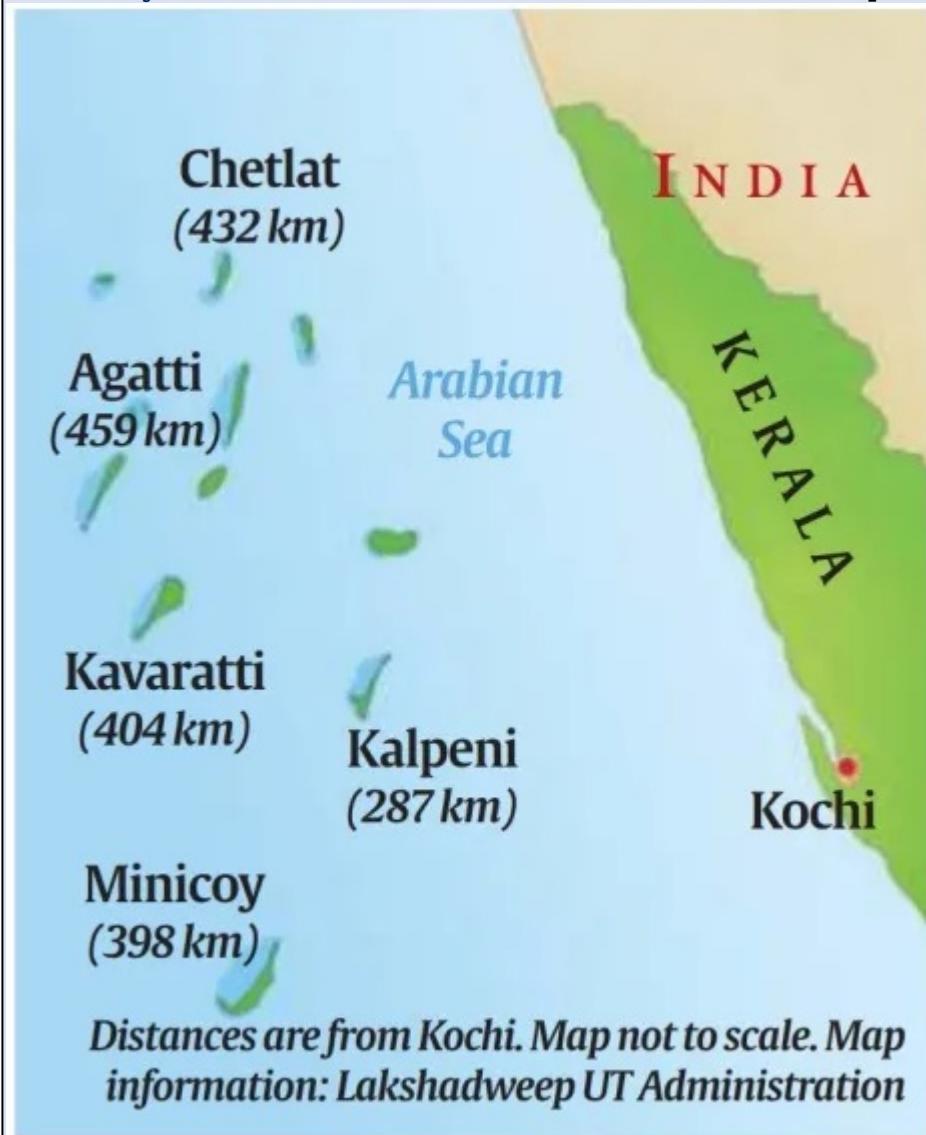 Chetlat
(432 km)
INDIA
Agatti
(459 km)
Arabian
Sea
KERALA
Kavaratti
(404 km)
Kalpeni
(287 km)
Kochi
Minicoy
(398 km)
Distances are from Kochi. Map not to scale. Map
information: Lakshadweep UT Administration